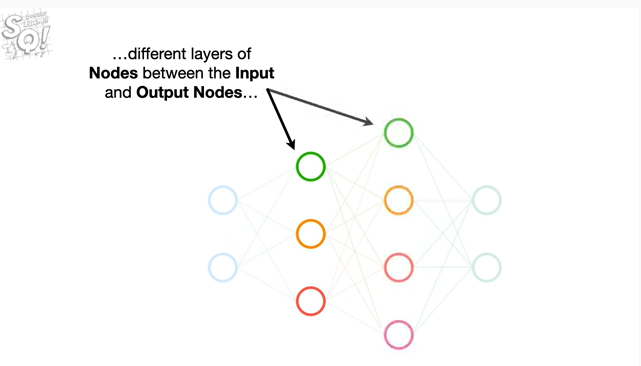 ...different layers of
Nodes between the Input
and Output Nodes...